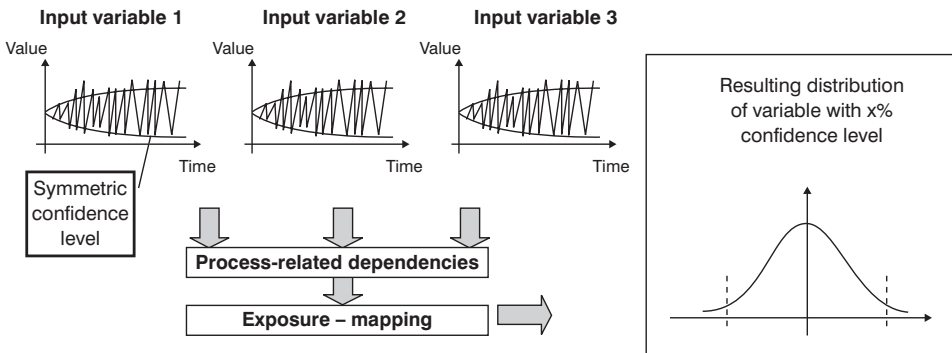 Input variable 1
Input variable 2
Input variable 3
Value
Value
Value
Time
Time
Time
Symmetric
confidence
level
Process-related dependencies
Exposure – mapping
Resulting distribution
of variable with x%
confidence level